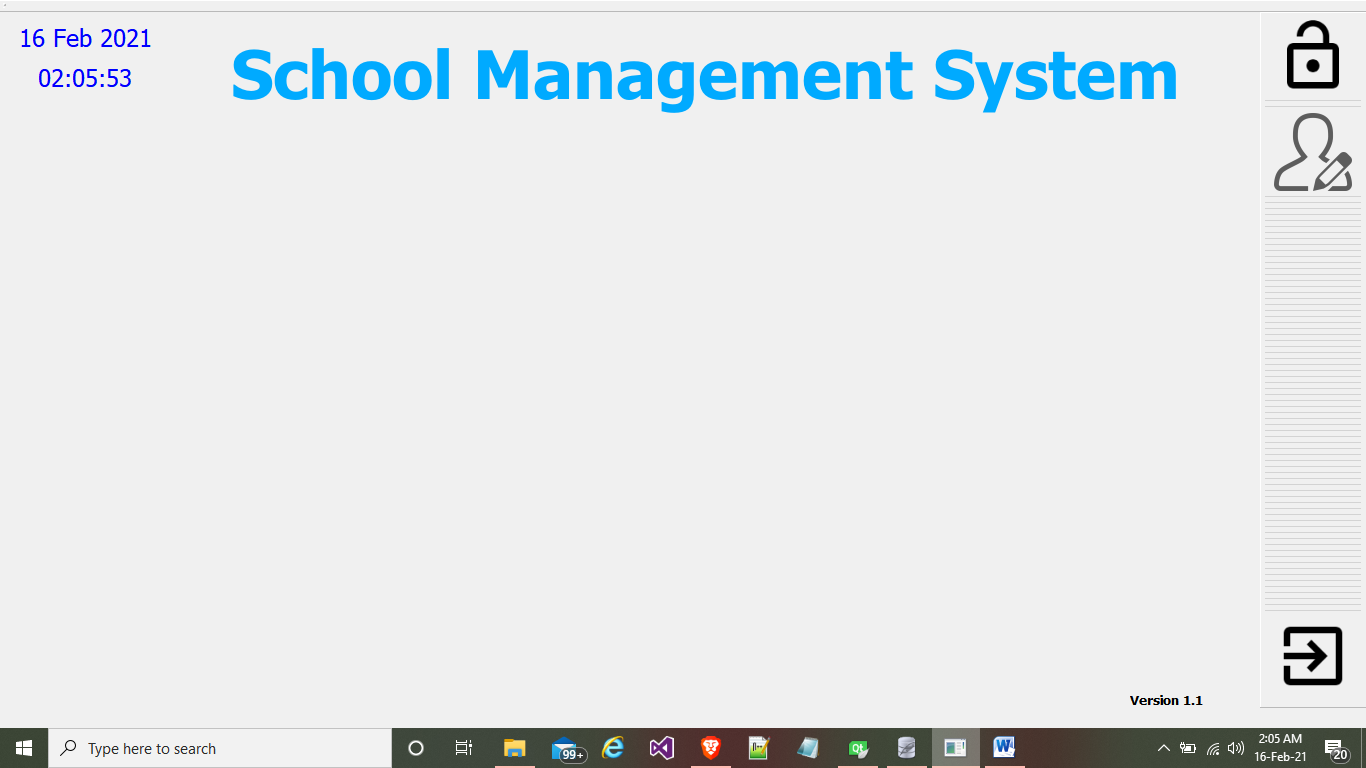 16 Feb 2021
02:05:53
School Management System
Version 1.1
Type here to search
99+
2:05 AM
16-Feb-21
20